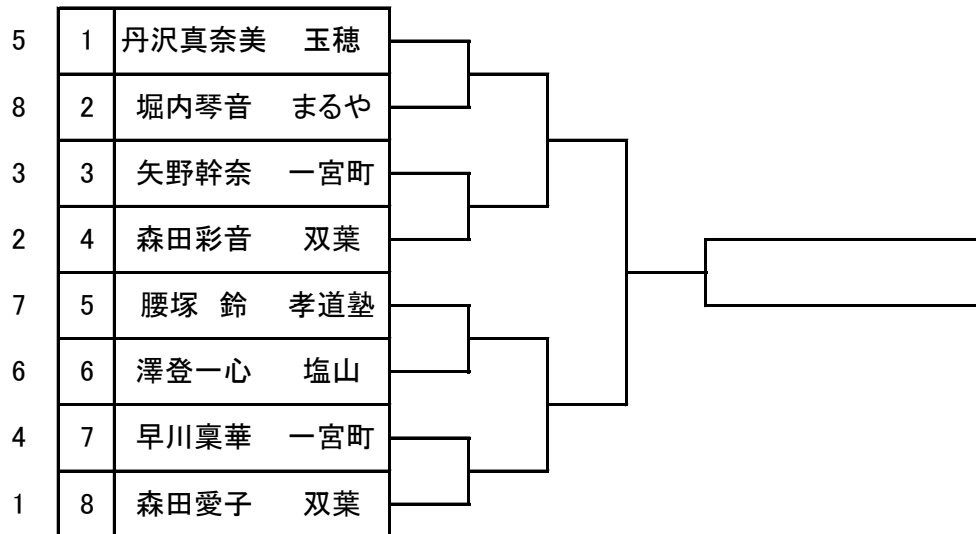 5 1 丹沢真奈美 玉穂
8 2 堀内琴音 まるや
3 3 矢野幹奈 一宮町
2 4 森田彩音 双葉
7 5 腰塚 鈴 孝道塾
6 6 澤登一心 塩山
4 7 早川稟華 一宮町
1 8 森田愛子 双葉